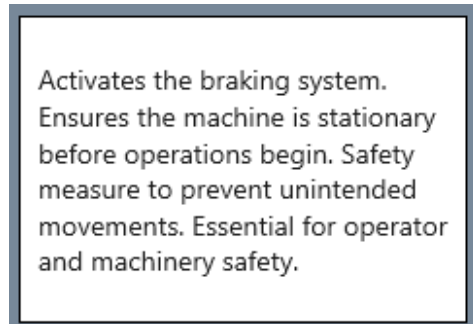 Activates the braking system.
Ensures the machine is stationary
before operations begin. Safety
measure to prevent unintended
movements. Essential for operator
and machinery safety.